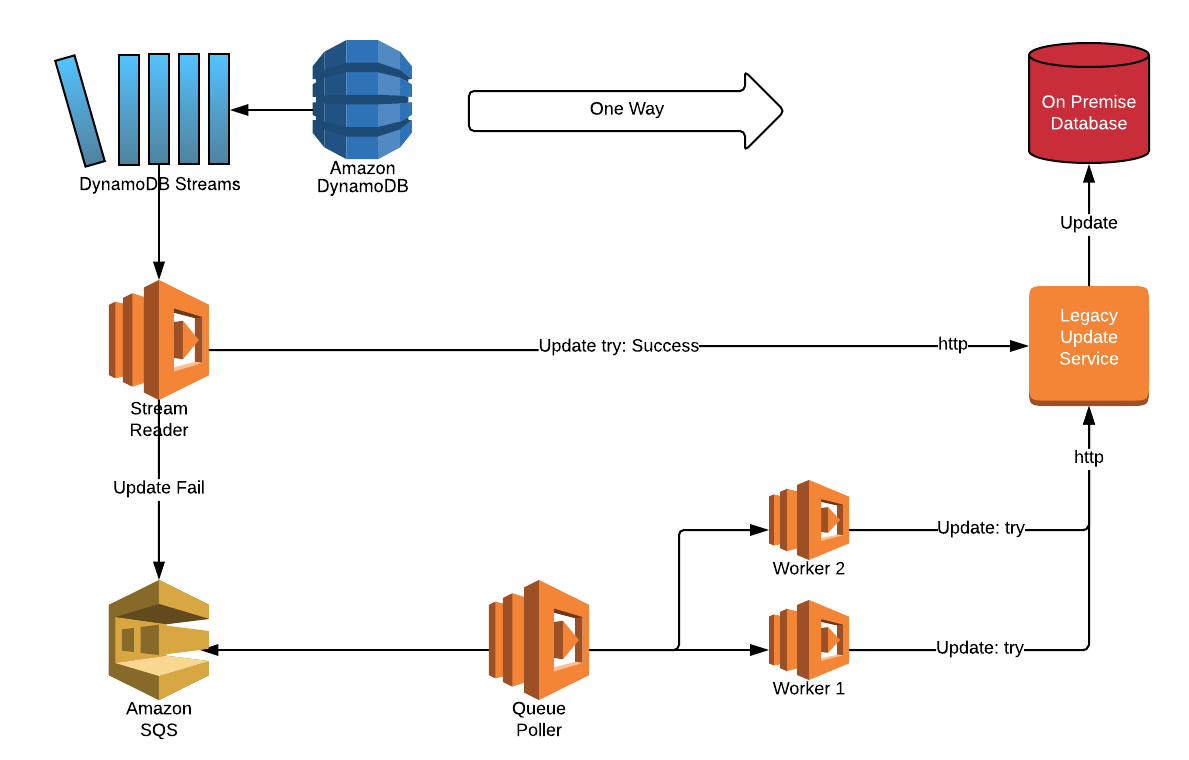 One Way
On Premise
Database
Amazon
DynamoDB
DynamoDB Streams
Update
Legacy
Update
Service
Update try: Success
http
Stream
Reader
http
Update Fail
Update: try
Worker 2
Update: try
Worker 1
Amazon
SQS
Queue
Poller